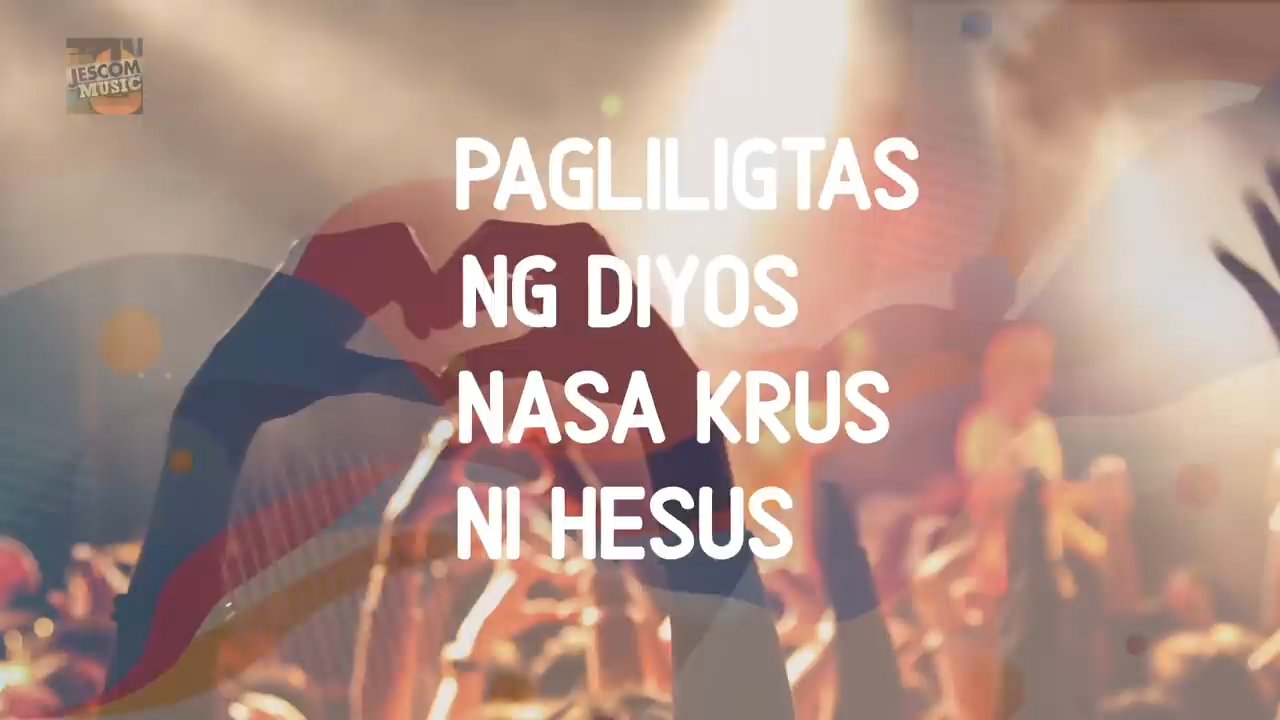 JESCOM
MUSIC
PAGLILIGTAS
NG DIYOS
NASA KRUS
NI HESUS